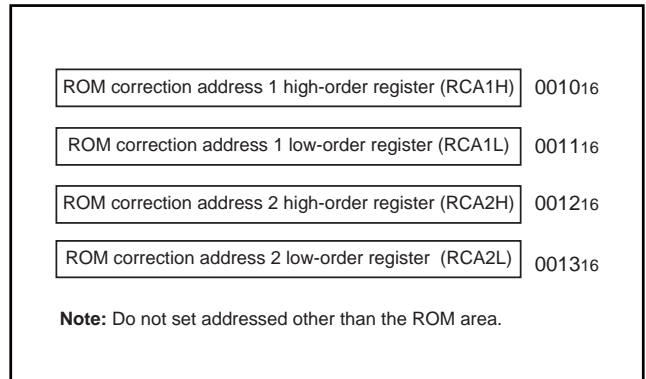 ROM correction address 1 high-order register (RCA1H) 001016
ROM correction address 1 low-order register (RCA1L) 001116
ROM correction address 2 high-order register (RCA2H) 001216
ROM correction address 2 low-order register (RCA2L) 001316
Note: Do not set addressed other than the ROM area.